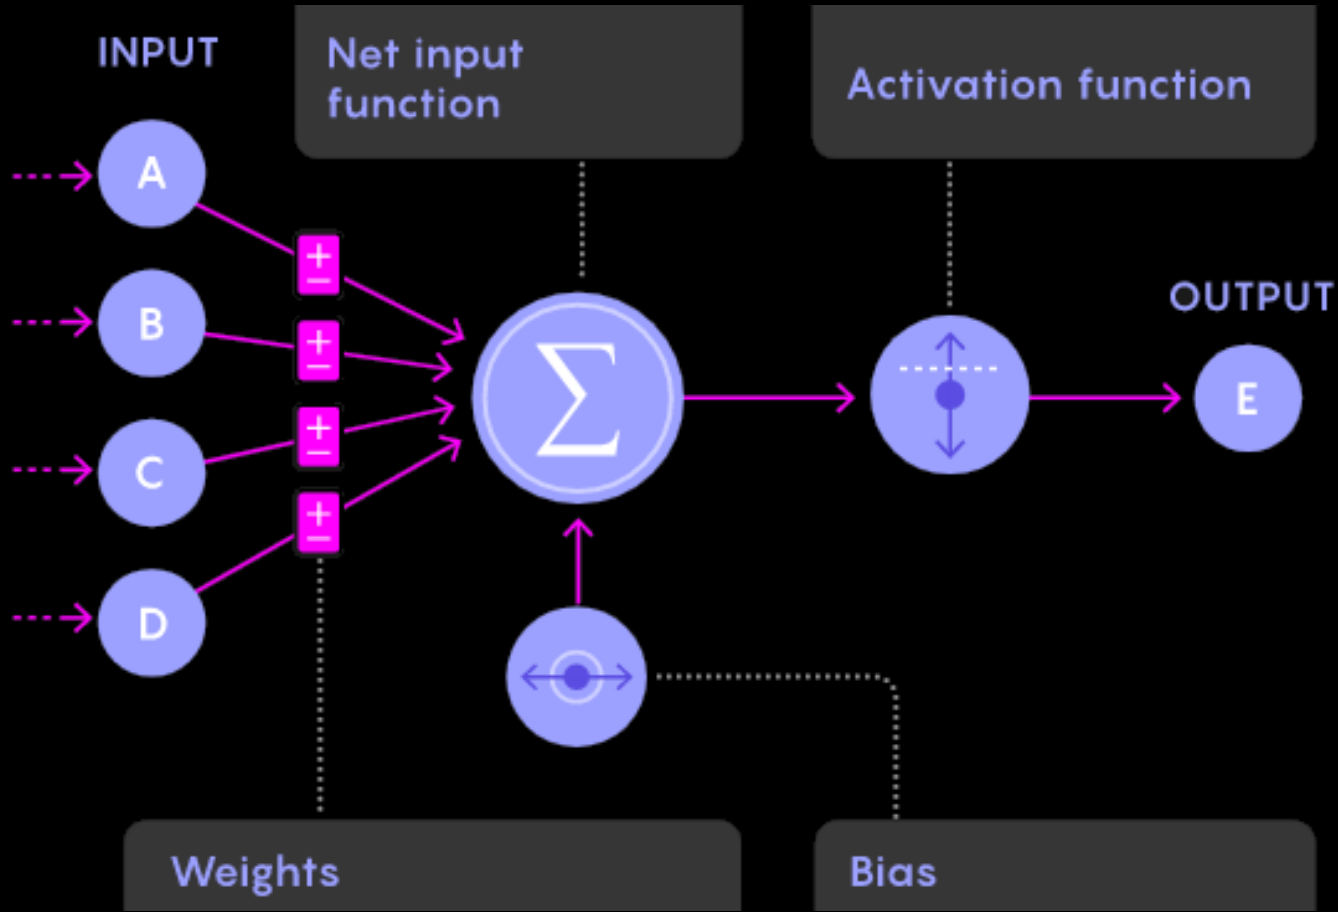 INPUT
Net input
function
Activation function
A
+
−
B
+
−
C
+
−
D
+
−
Σ
OUTPUT
E
Weights
Bias